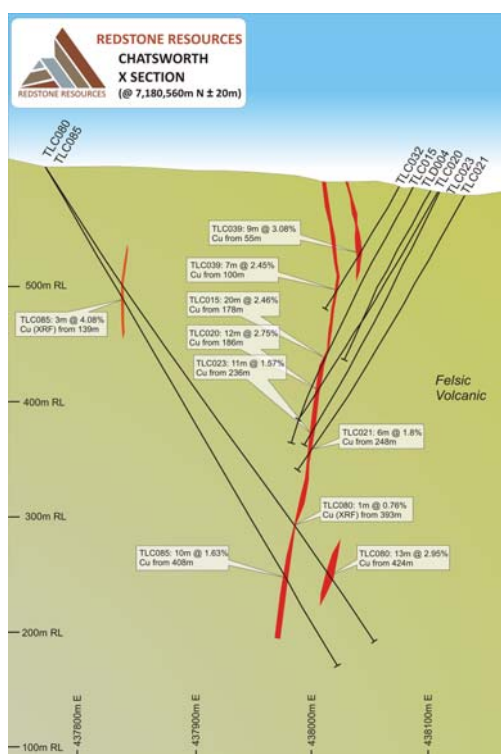 REDSTONE RESOURCES
CHATSWORTH
X SECTION
(@ 7,180,560m N ± 20m)
REDSTONE RESOURCES
TLC080
TLC085
TLC032
TLC015
TLD004
TLC020
TLC023
TLC021
TLC039: 9m @ 3.08%
Cu from 55m
TLC039: 7m @ 2.45%
Cu from 100m
500m RL
TLC015: 20m @ 2.46%
Cu from 178m
TLC085: 3m @ 4.08%
Cu (XRF) from 139m
TLC020: 12m @ 2.75%
Cu from 186m
TLC023: 11m @ 1.57%
Cu from 236m
Felsic
Volcanic
400m RL
TLC021: 6m @ 1.8%
Cu from 248m
TLC080: 1m @ 0.76%
Cu (XRF) from 393m
300m RL
TLC085: 10m @ 1.63%
Cu from 408m
TLC080: 13m @ 2.95%
Cu from 424m
200m RL
437800m E
437900m E
438000m E
438100m E
100m RL